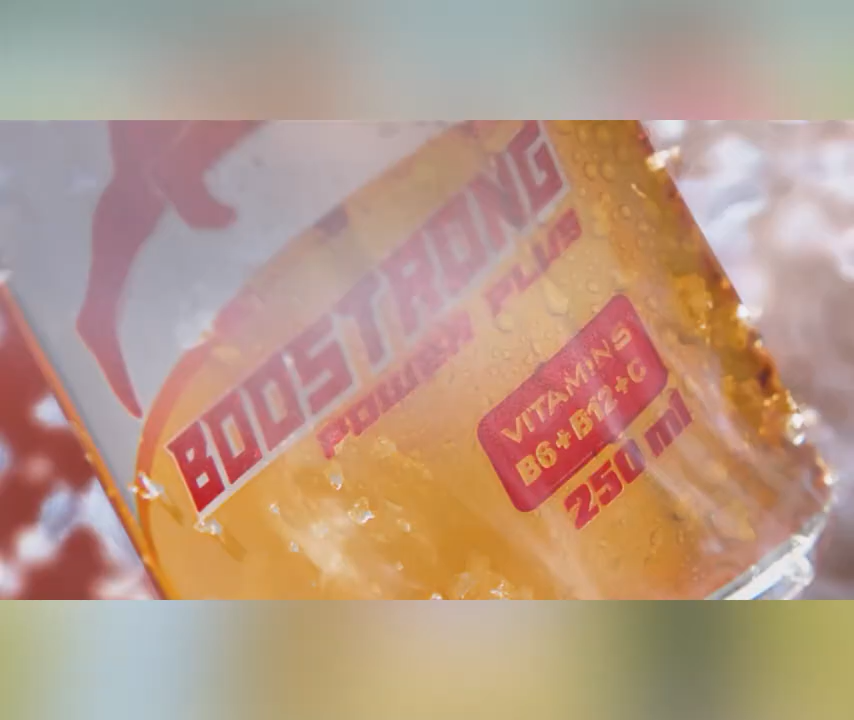 BOOSTRONG
POWER PLUS
VITAMINS
B6+B12+C
250 ml